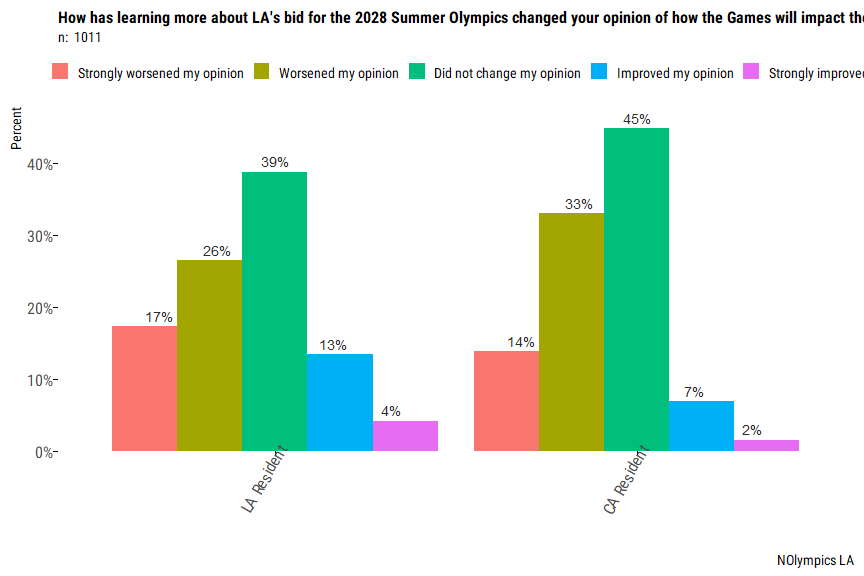 How has learning more about LA's bid for the 2028 Summer Olympics changed your opinion of how the Games will impact the
n: 1011
Strongly worsened my opinion Worsened my opinion Did not change my opinion Improved my opinion Strongly improve
Percent
45%
39%
40%
33%
30%
26%
20%
17%
14%
13%
10%
7%
4%
2%
0%
LA Resident
CA Resident
NOlympics LA